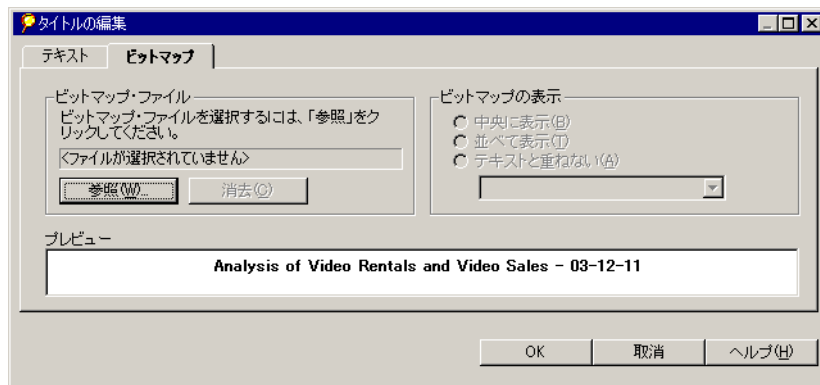 タイトルの編集
テキスト
ビットマップ
ビットマップ・ファイル
ビットマップ・ファイルを選択するには、「参照」をク
リックしてください。
<ファイルが選択されていません>
参照(W)...
消去(C)
ビットマップの表示
中央に表示(B)
並べて表示(T)
テキストと重ねない(A)
プレビュー
Analysis of Video Rentals and Video Sales - 03-12-11
OK
取消
ヘルプ(H)